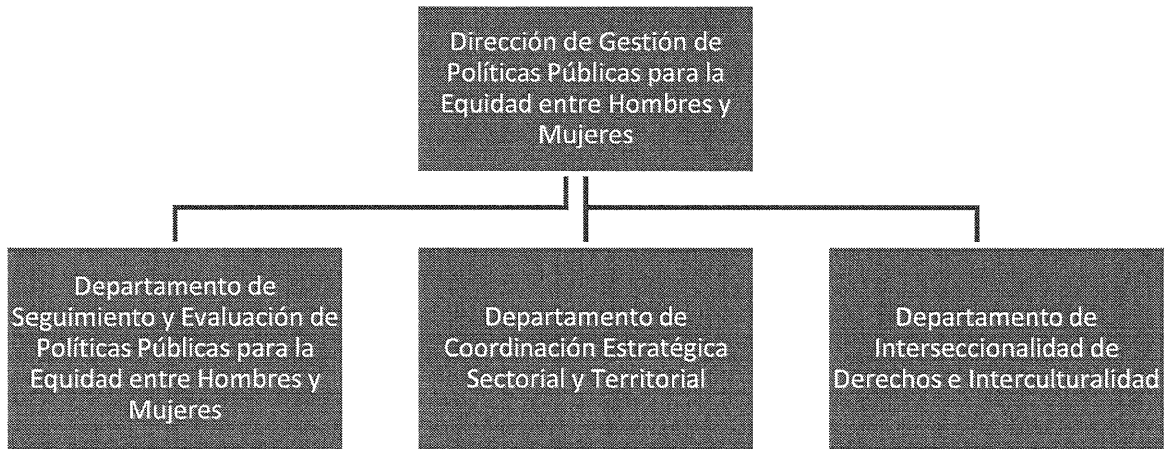 Dirección de Gestión de
Políticas Públicas para la
Equidad entre Hombres y
Mujeres
Departamento de
Seguimiento y Evaluación de
Políticas Públicas para la
Equidad entre Hombres y
Mujeres
Departamento de
Coordinación Estratégica
Sectorial y Territorial
Departamento de
Interseccionalidad de
Derechos e Interculturalidad